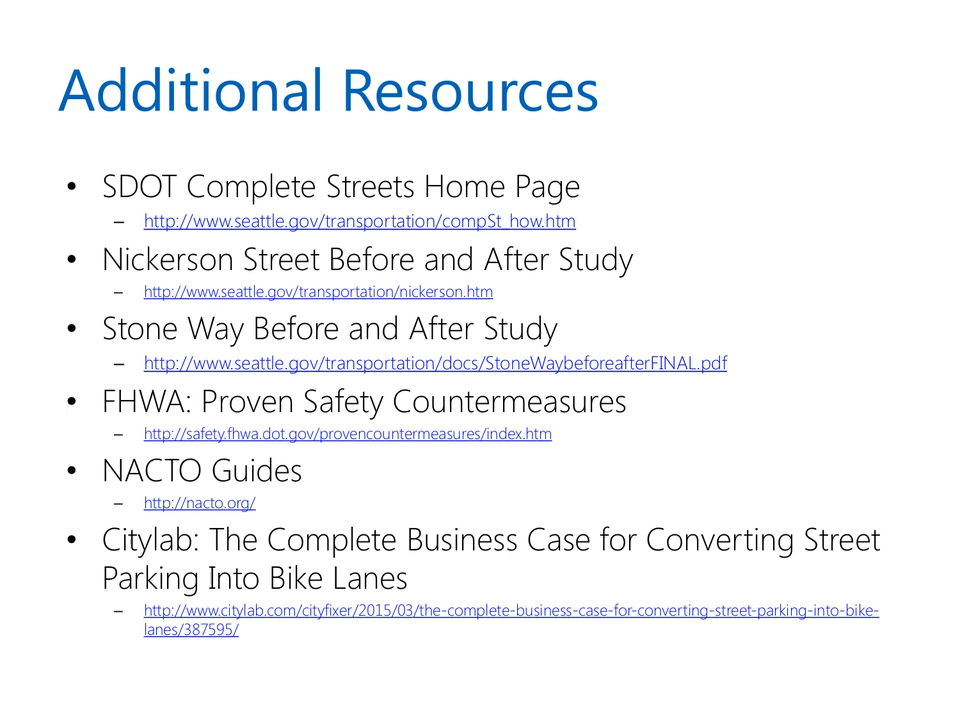 Additional Resources
• SDOT Complete Streets Home Page
– http://www.seattle.gov/transportation/compSt_how.htm
• Nickerson Street Before and After Study
– http://www.seattle.gov/transportation/nickerson.htm
• Stone Way Before and After Study
– http://www.seattle.gov/transportation/docs/StoneWaybeforeafterFINAL.pdf
• FHWA: Proven Safety Countermeasures
– http://safety.fhwa.dot.gov/provencountermeasures/index.htm
• NACTO Guides
– http://nacto.org/
• Citylab: The Complete Business Case for Converting Street
Parking Into Bike Lanes
– http://www.citylab.com/cityfixer/2015/03/the-complete-business-case-for-converting-street-parking-into-bike-
lanes/387595/